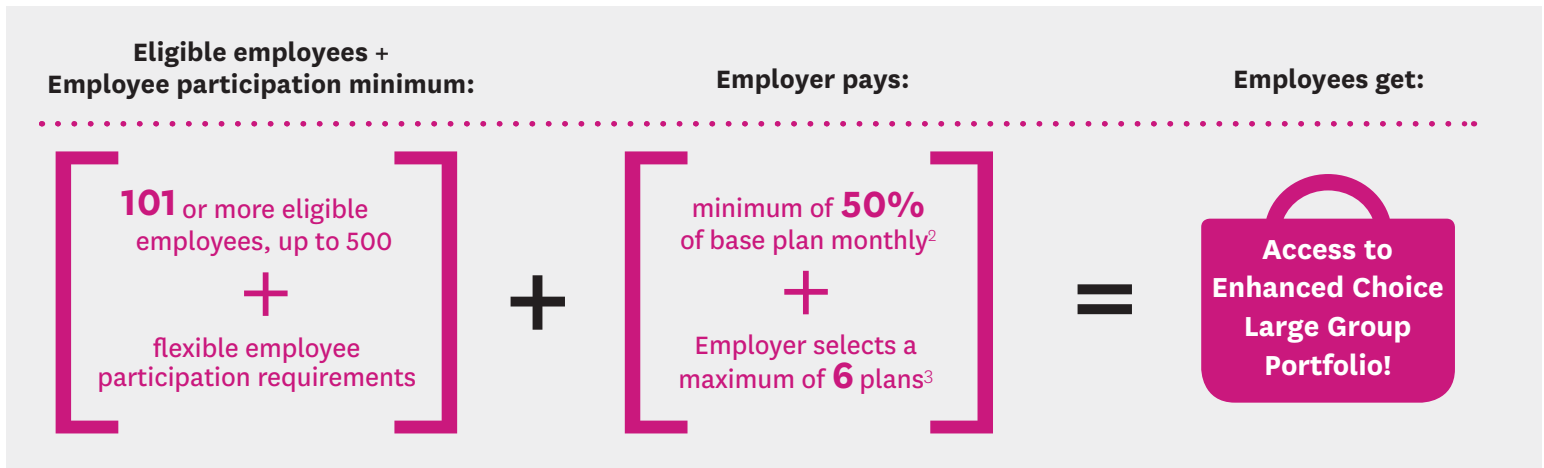 Eligible employees +
Employee participation minimum:
101 or more eligible
employees, up to 500
+
flexible employee
participation requirements
+
Employer pays:
minimum of 50%
of base plan monthly2
+
Employer selects a
maximum of 6 plans3
=
Employees get:
Access to
Enhanced Choice
Large Group
Portfolio!